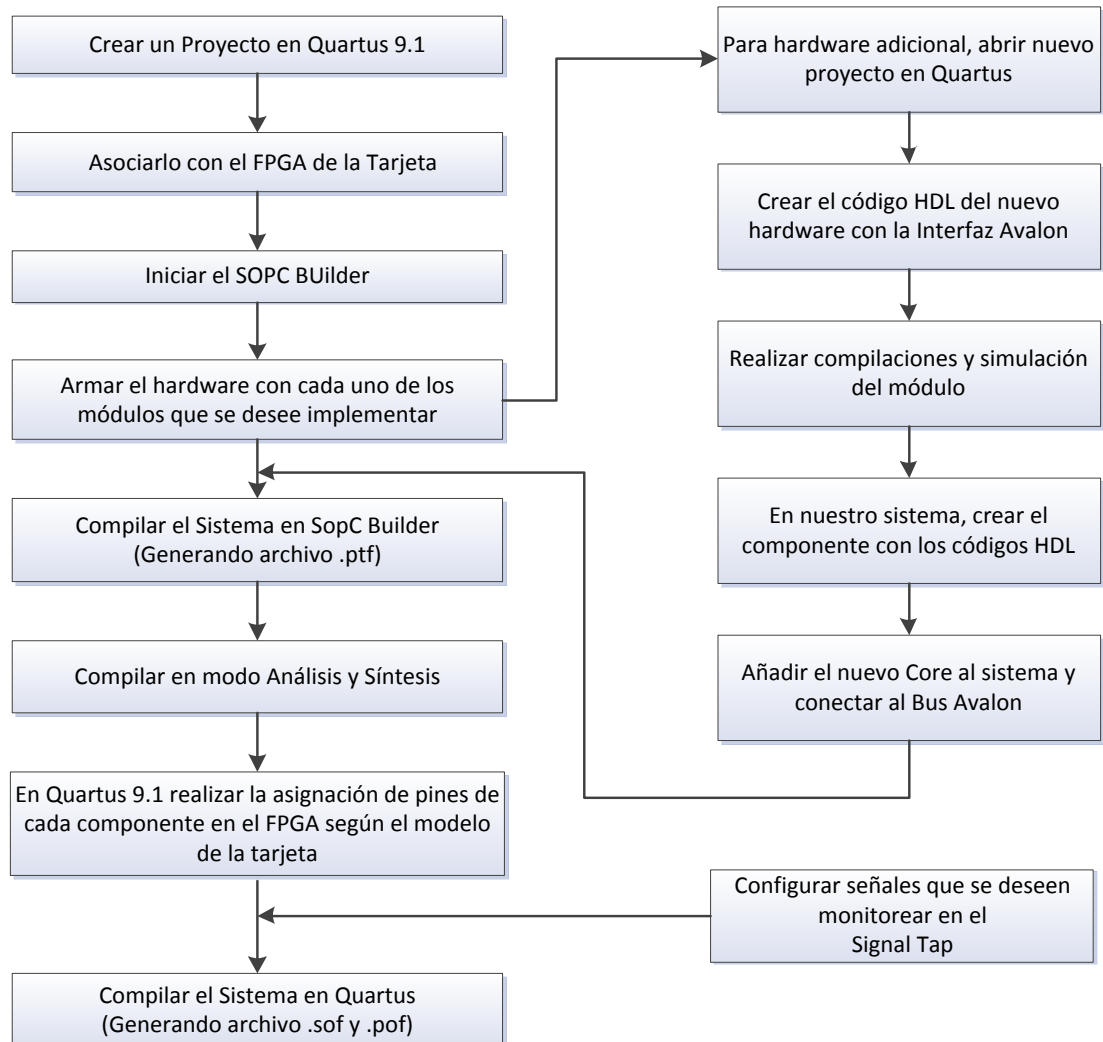 Crear un Proyecto en Quartus 9.1
Asociarlo con el FPGA de la Tarjeta
Iniciar el SOPC BUilder
Armar el hardware con cada uno de los
módulos que se desee implementar
Compilar el Sistema en SopC Builder
(Generando archivo .ptf)
Compilar en modo Análisis y Síntesis
En Quartus 9.1 realizar la asignación de pines de
cada componente en el FPGA según el modelo
de la tarjeta
Compilar el Sistema en Quartus
(Generando archivo .sof y .pof)
Para hardware adicional, abrir nuevo
proyecto en Quartus
Crear el código HDL del nuevo
hardware con la Interfaz Avalon
Realizar compilaciones y simulación
del módulo
En nuestro sistema, crear el
componente con los códigos HDL
Añadir el nuevo Core al sistema y
conectar al Bus Avalon
Configurar señales que se deseen
monitorear en el
Signal Tap